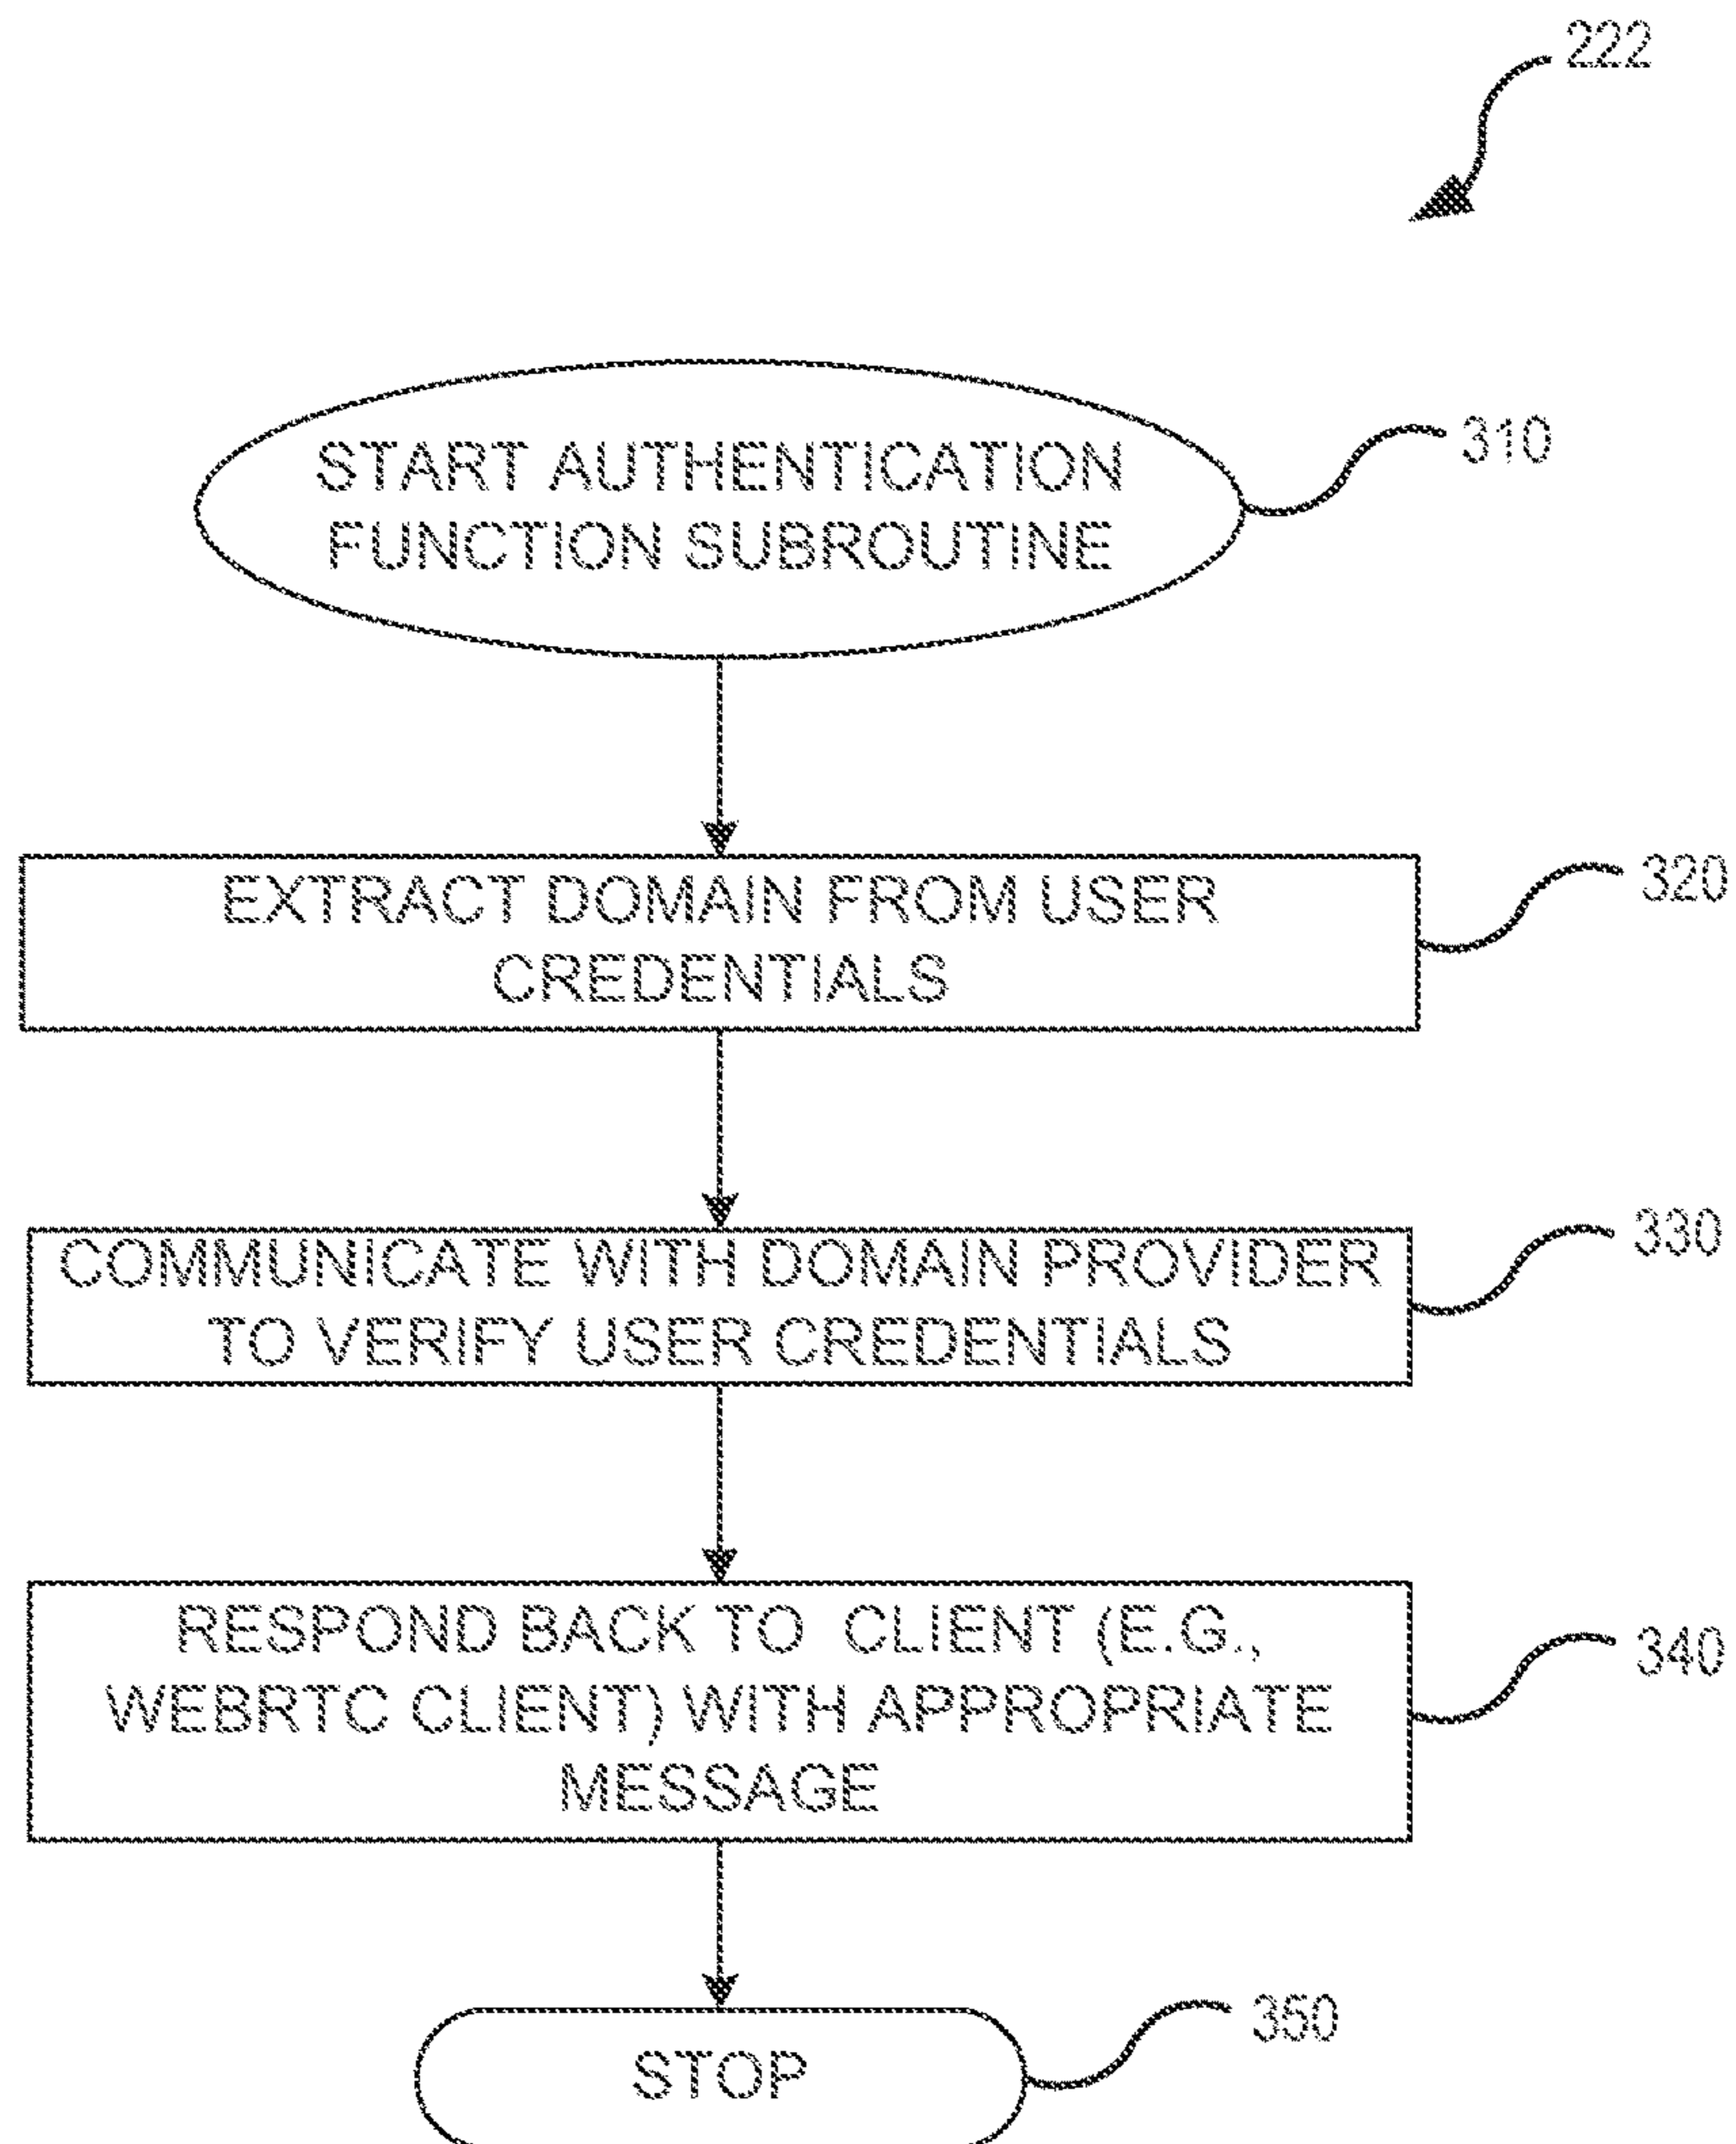 222
START AUTHENTICATION
FUNCTION SUBROUTINE
310
EXTRACT DOMAIN FROM USER
CREDENTIALS
320
COMMUNICATE WITH DOMAIN PROVIDER
TO VERIFY USER CREDENTIALS
330
RESPOND BACK TO CLIENT (E.G.,
WEBRTC CLIENT) WITH APPROPRIATE
MESSAGE
340
STOP
350